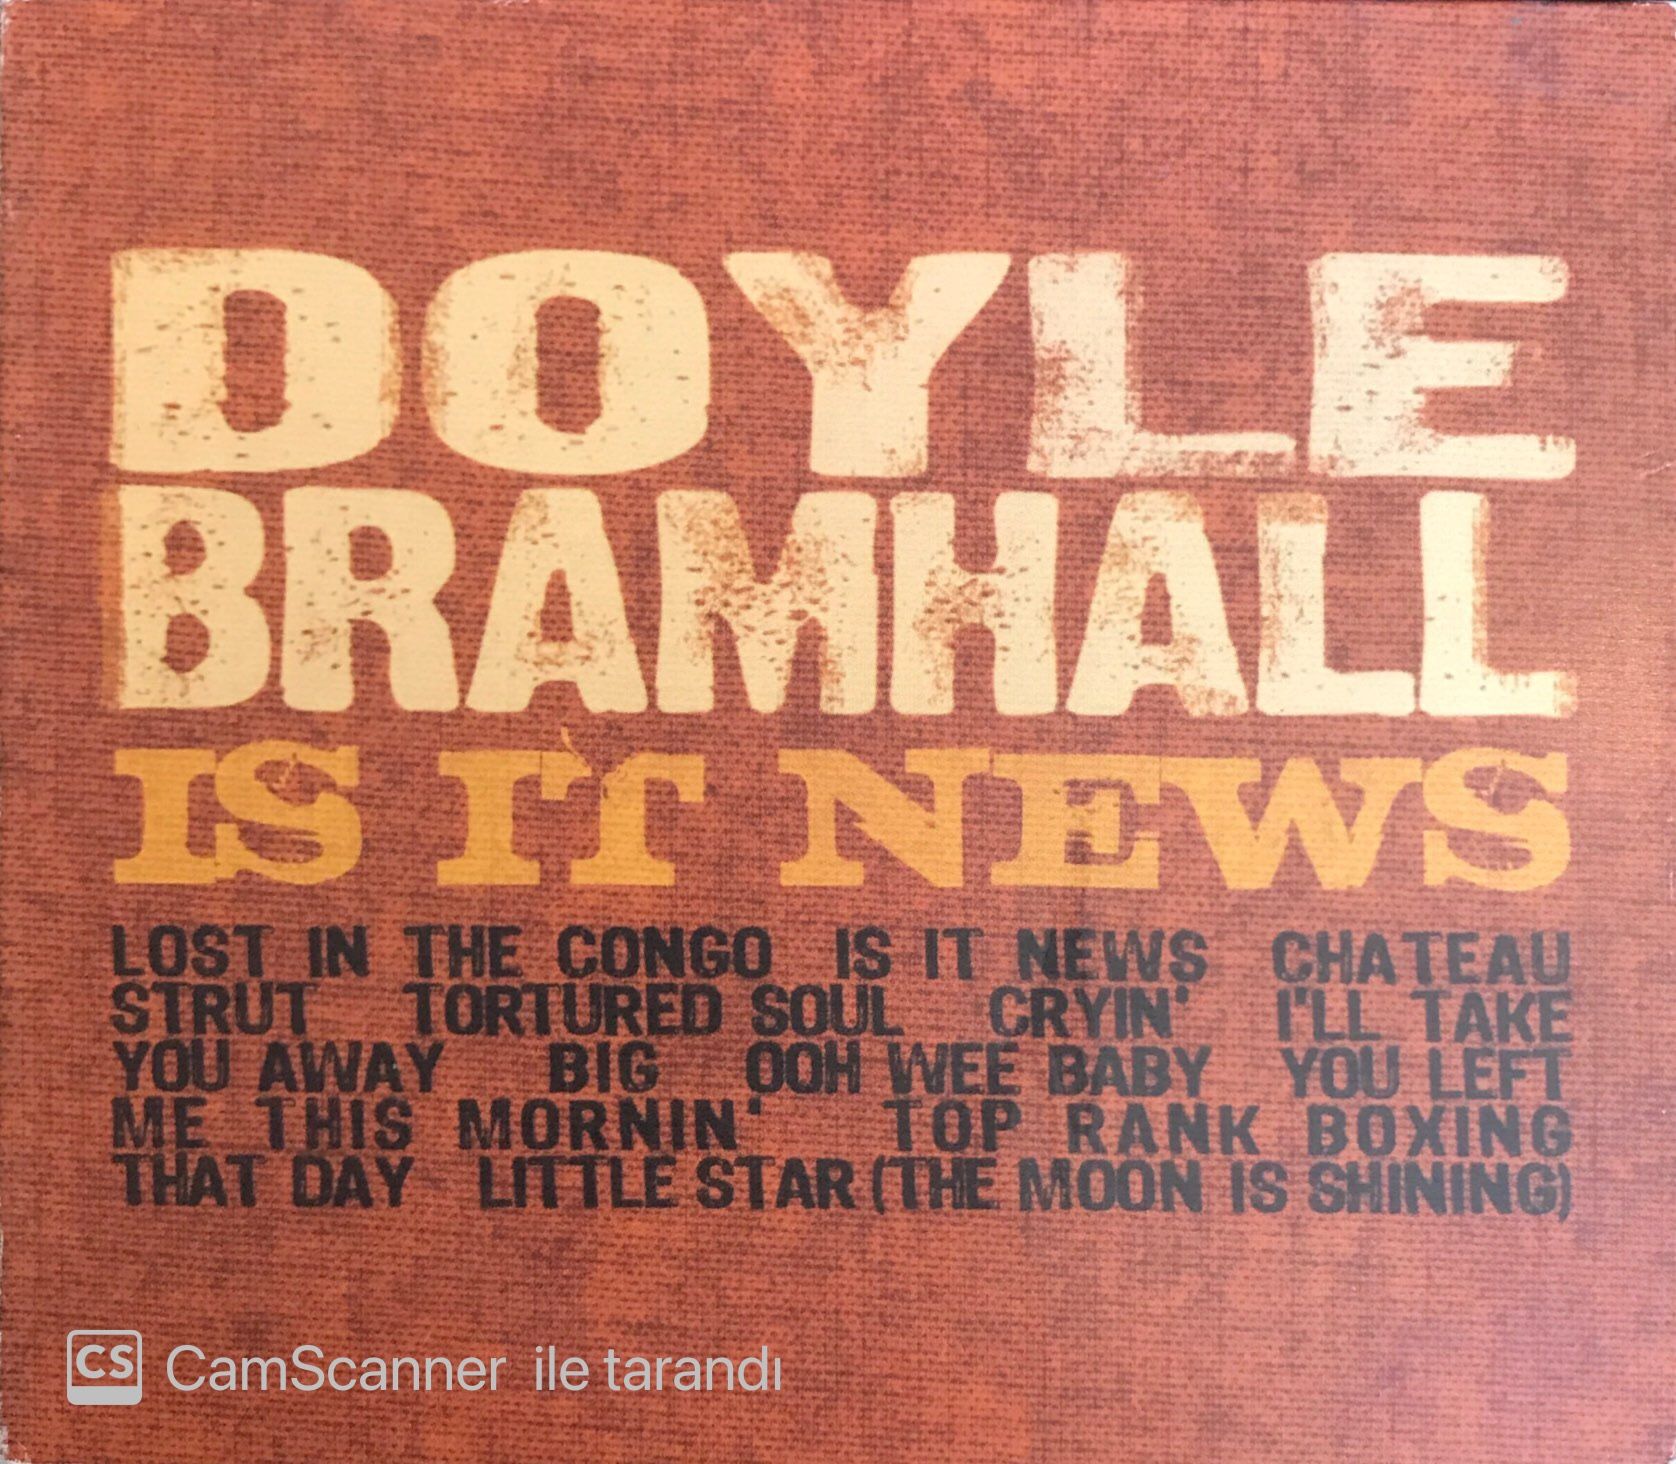 DOYLE
BRAMHALL
IS IT NEWS
LOST IN THE CONGO IS IT NEWS CHATEAU
STRUT TORTURED SOUL CRYIN' I'LL TAKE
YOU AWAY BIG OOH WEE BABY YOU LEFT
ME THIS MORNIN' TOP RANK BOXING
THAT DAY LITTLE STAR (THE MOON IS SHINING)
CS CamScanner ile tarandı